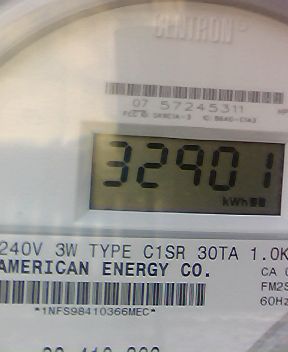 CENTRON®
07 57245311
32901
kWh
240V 3W TYPE C1SR 30TA 1.0K
AMERICAN ENERGY CO.
CA
FM2S
60Hz
*1NFS98410366MEC*